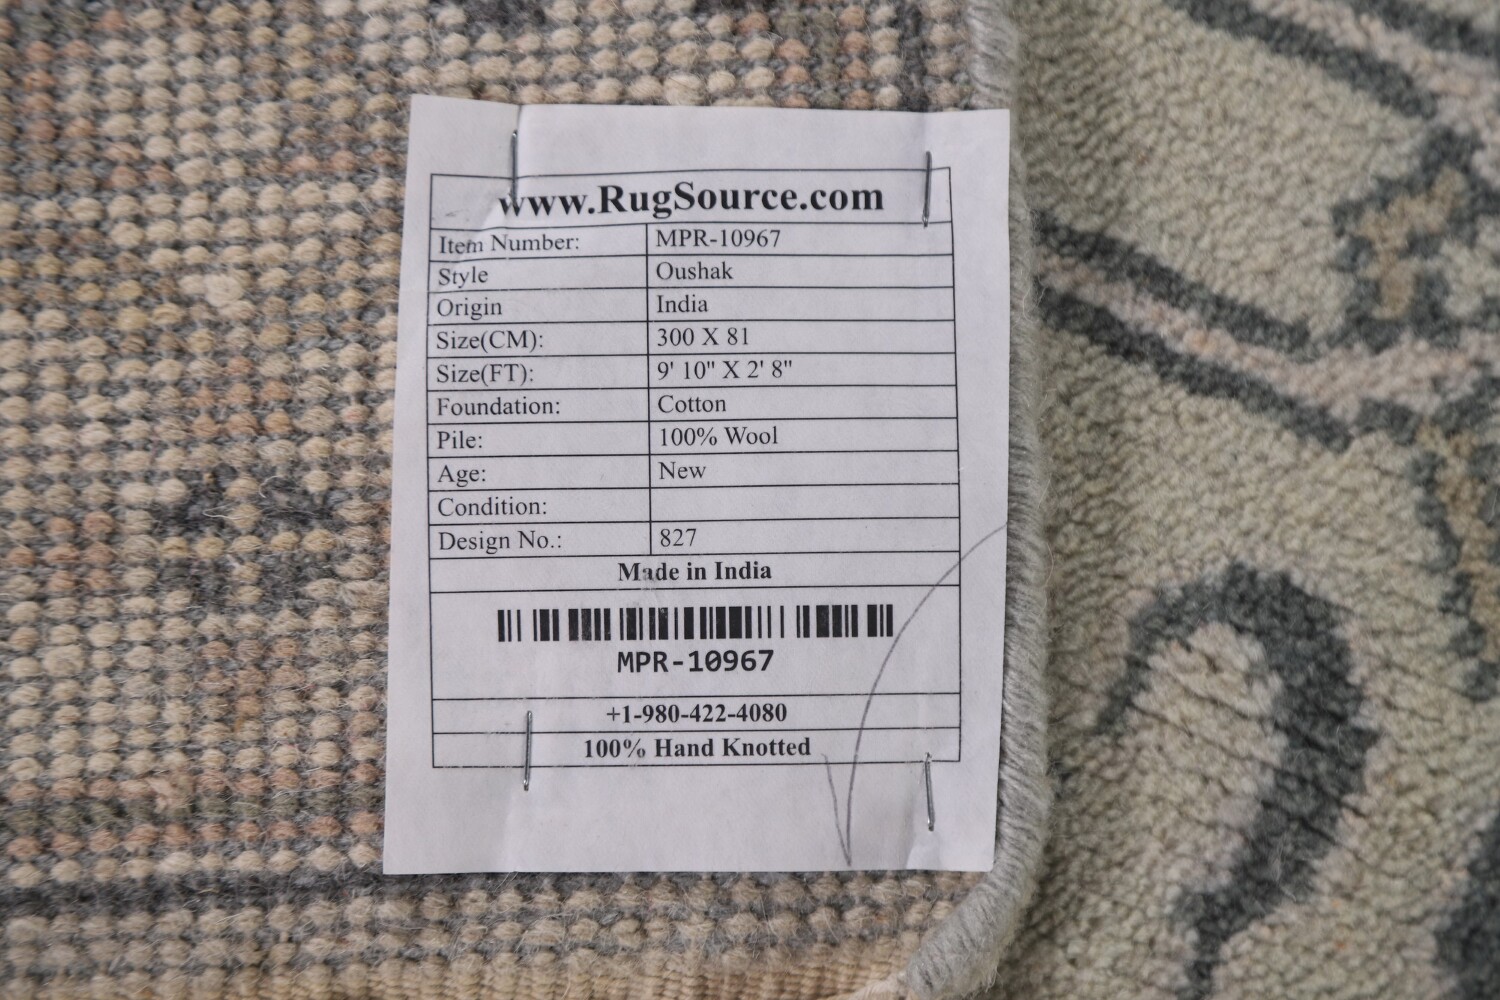 www.RugSource.com
Item Number: MPR-10967
Style Oushak
Origin India
Size(CM): 300 X 81
Size(FT): 9' 10" X 2' 8"
Foundation: Cotton
Pile: 100% Wool
Age: New
Condition:
Design No.: 827
Made in India
MPR-10967
+1-980-422-4080
100% Hand Knotted